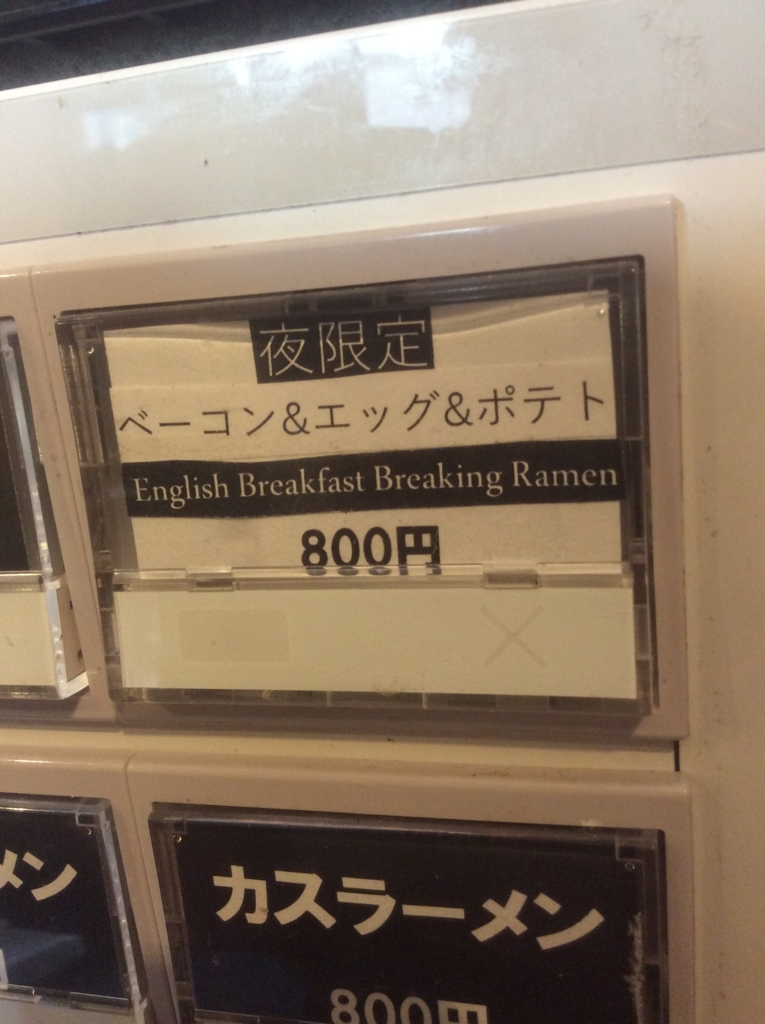 夜限定
ベーコン&エッグ&ポテト
English Breakfast Breaking Ramen
800円
メン
カスラーメン
800円